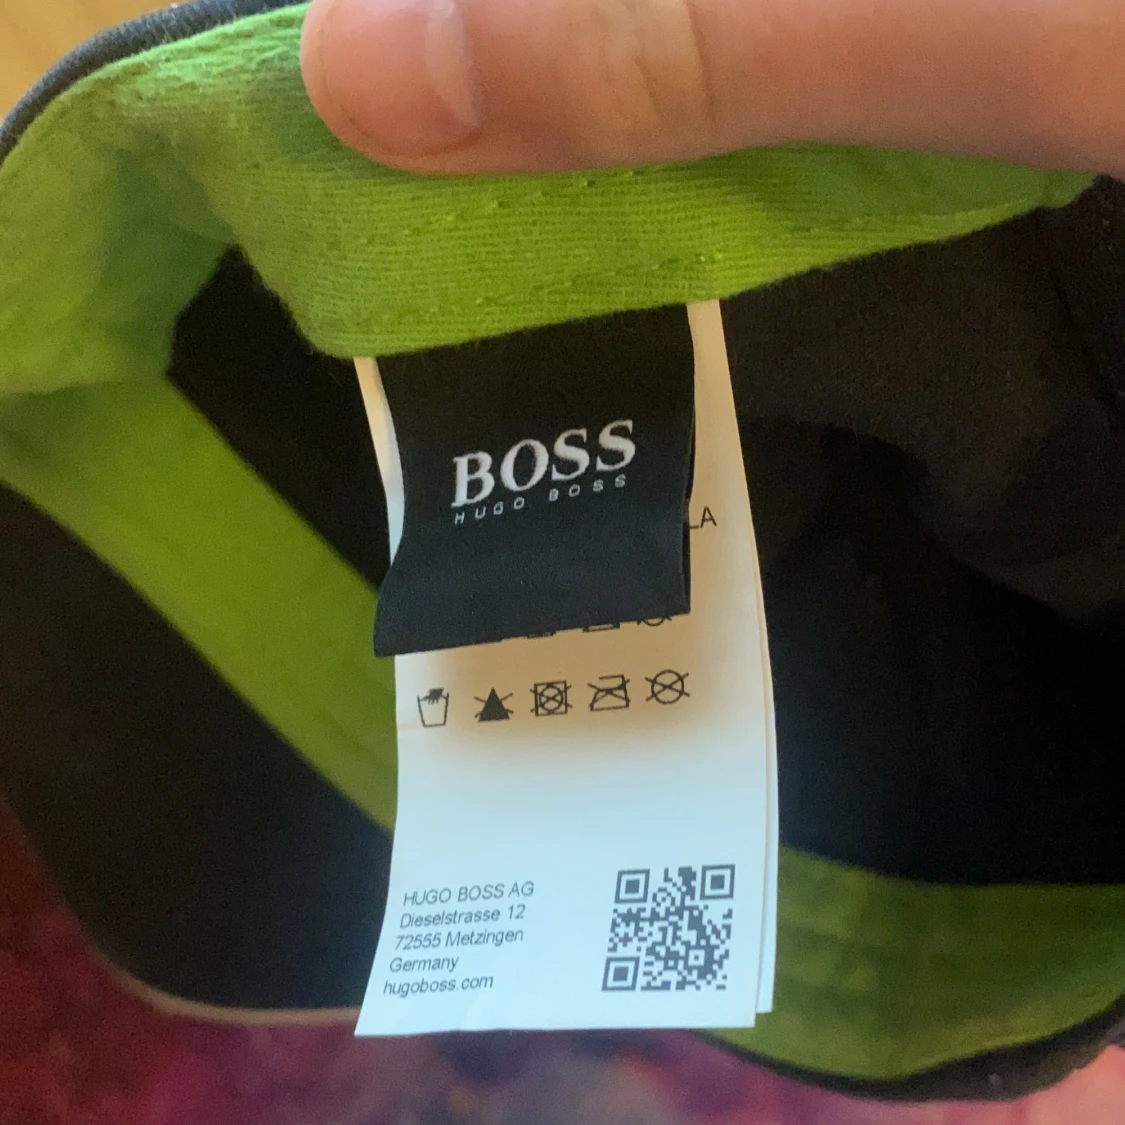 BOSS
HUGO BOSS
LA
HUGO BOSS AG
Dieselstrasse 12
72555 Metzingen
Germany
hugoboss.com